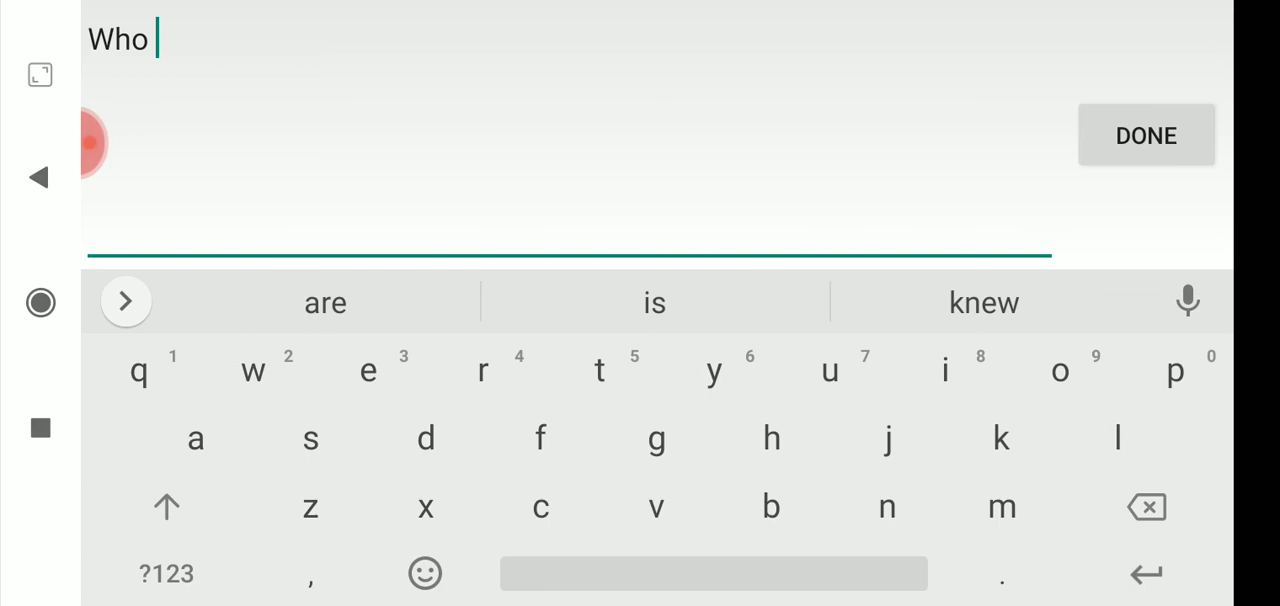 Who
DONE
are is knew
q 1 w 2 e 3 r 4 t 5 y 6 u 7 i 8 o 9 p 0
a s d f g h j k l
z x c v b n m
?123 , .